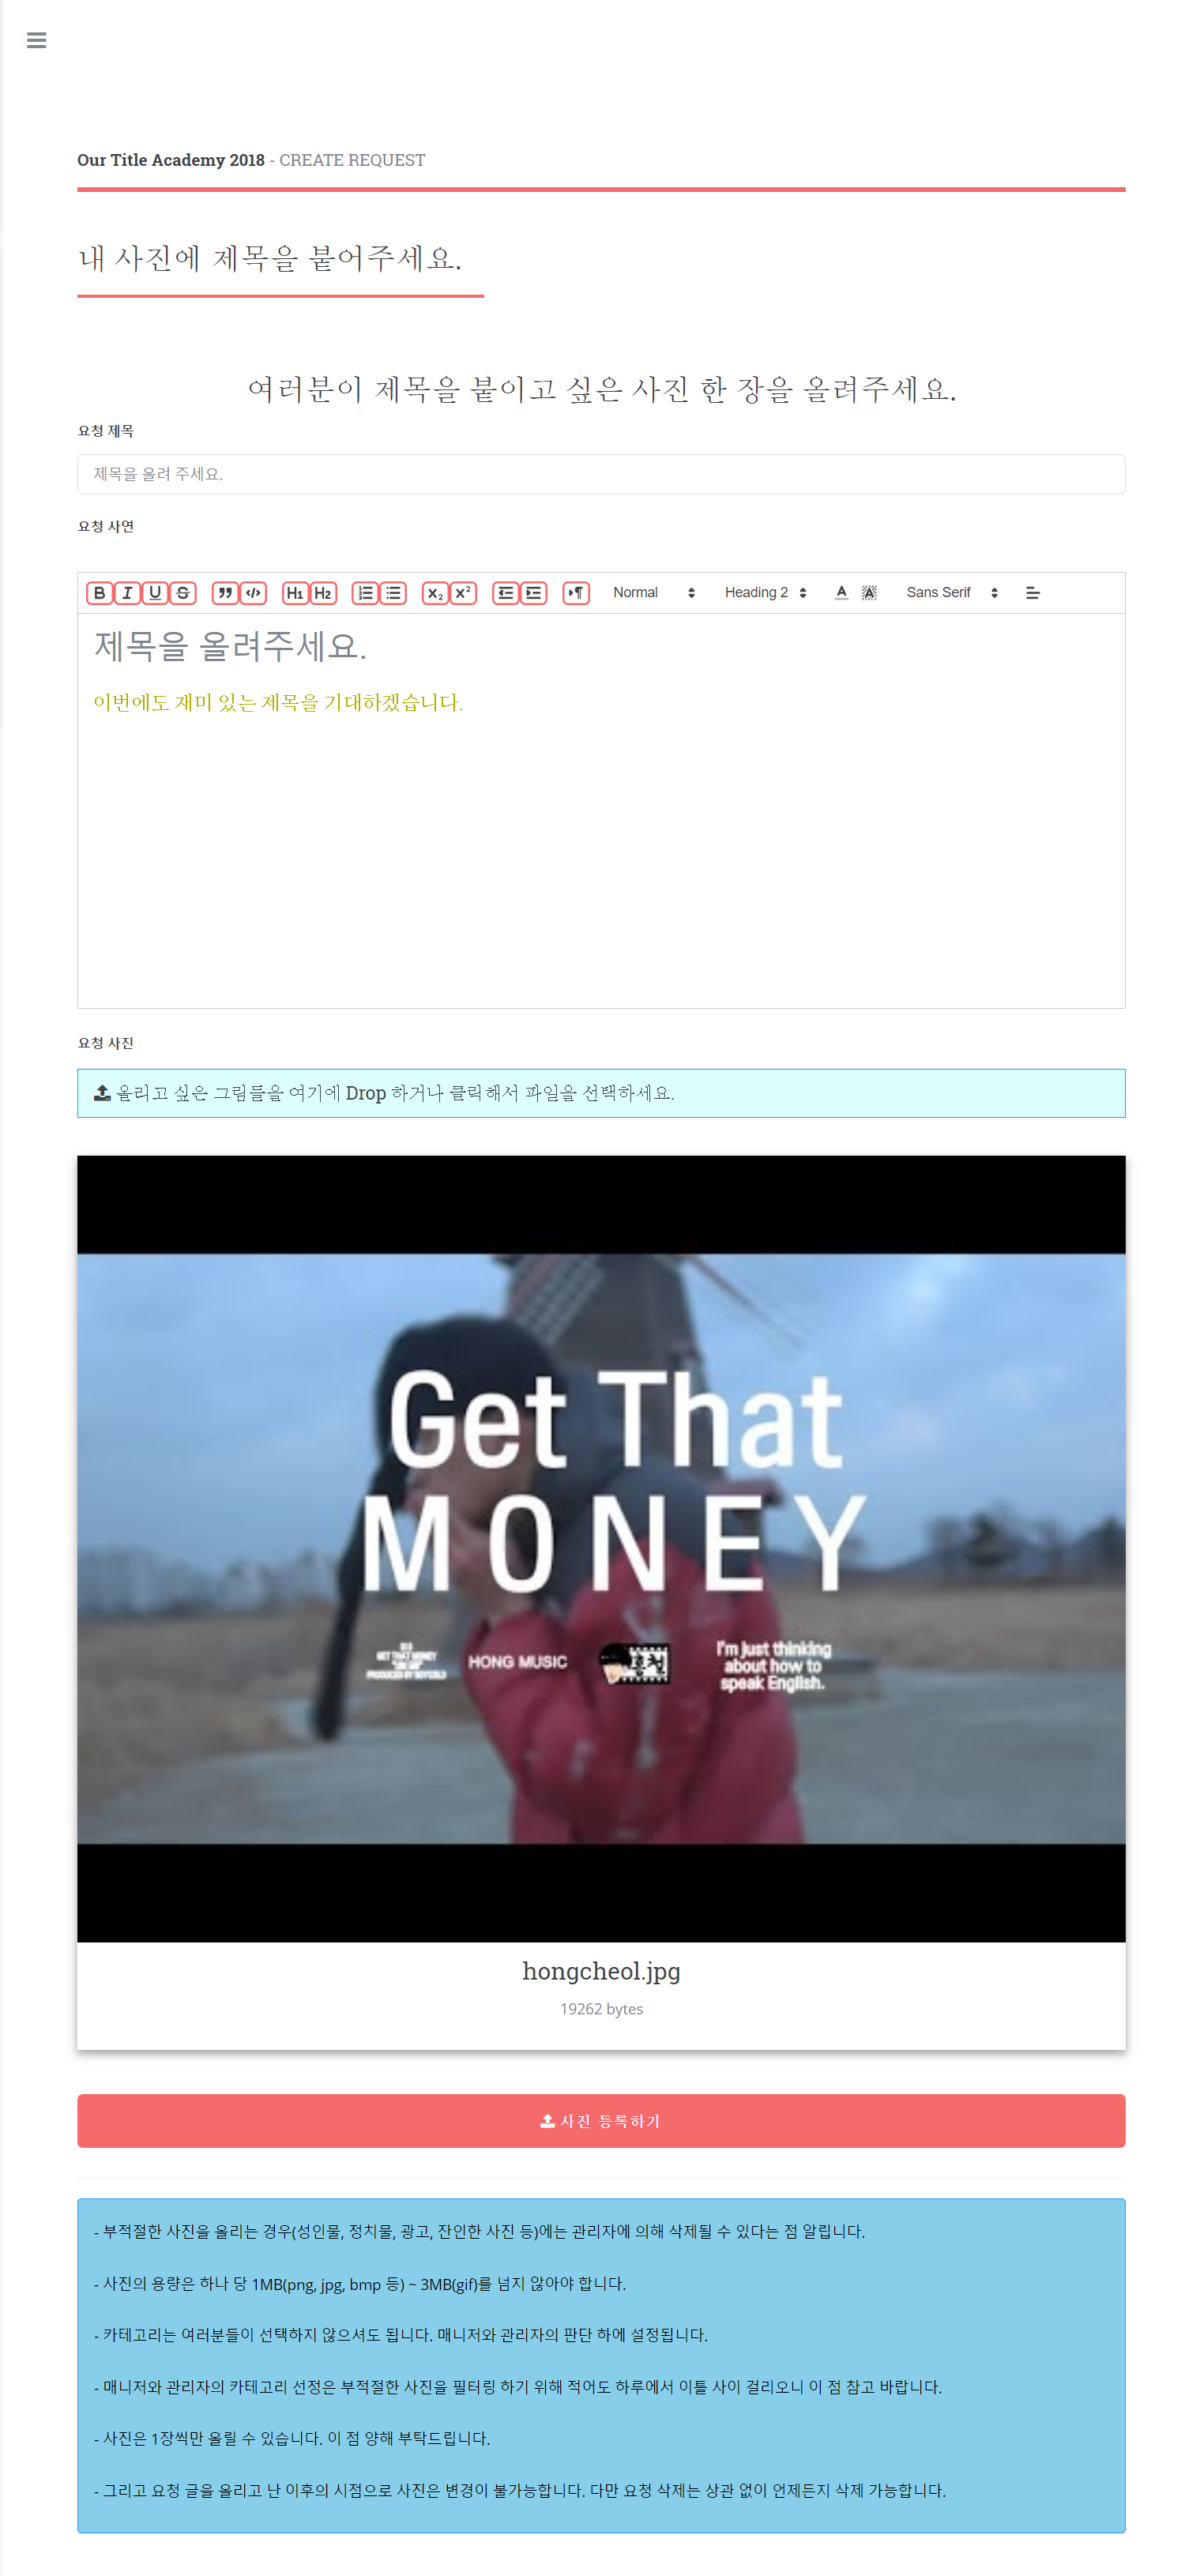 Our Title Academy 2018 - CREATE REQUEST
내 사진에 제목을 붙어주세요.
여러분이 제목을 붙이고 싶은 사진 한 장을 올려주세요.
요청 제목
제목을 올려 주세요.
요청 사연
Normal Heading 2 Sans Serif
제목을 올려주세요.
이번에도 재미 있는 제목을 기대하겠습니다.
요청 사진
올리고 싶은 그림들을 여기에 Drop 하거나 클릭해서 파일을 선택하세요.
Get That
MONEY
GET THAT MONEY
PRODUCED BY BOYCOLD
HONG MUSIC
홍철
I'm just thinking
about how to
speak English.
hongcheol.jpg
19262 bytes
사진 등록하기
- 부적절한 사진을 올리는 경우(성인물, 정치물, 광고, 잔인한 사진 등)에는 관리자에 의해 삭제될 수 있다는 점 알립니다.
- 사진의 용량은 하나 당 1MB(png, jpg, bmp 등) ~ 3MB(gif)를 넘지 않아야 합니다.
- 카테고리는 여러분들이 선택하지 않으셔도 됩니다. 매니저와 관리자의 판단 하에 설정됩니다.
- 매니저와 관리자의 카테고리 선정은 부적절한 사진을 필터링 하기 위해 적어도 하루에서 이틀 사이 걸리오니 이 점 참고 바랍니다.
- 사진은 1장씩만 올릴 수 있습니다. 이 점 양해 부탁드립니다.
- 그리고 요청 글을 올리고 난 이후의 시점으로 사진은 변경이 불가능합니다. 다만 요청 삭제는 상관 없이 언제든지 삭제 가능합니다.